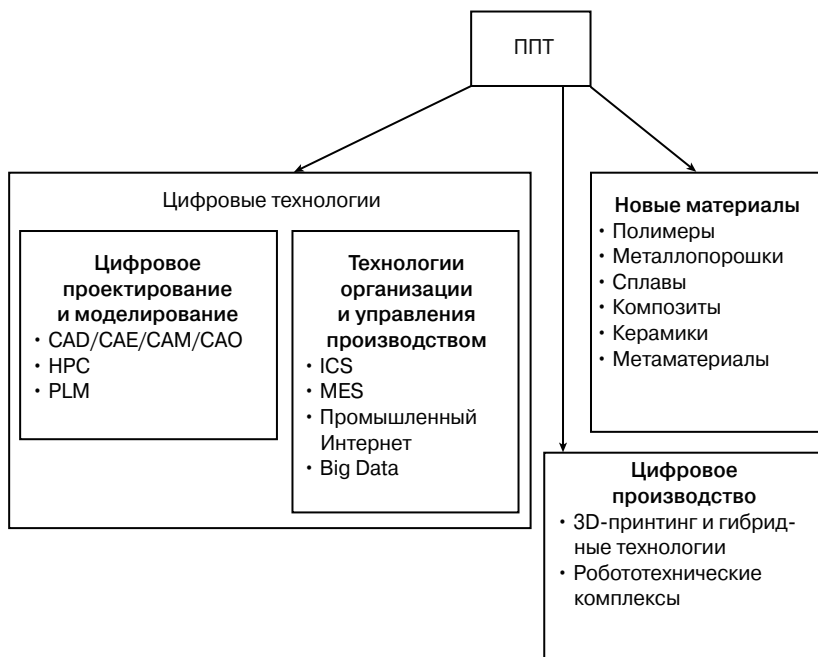 ППТ
Цифровые технологии
Цифровое
проектирование
и моделирование
• CAD/CAE/CAM/CAO
• HPC
• PLM
Технологии
организации
и управления
производством
• ICS
• MES
• Промышленный
Интернет
• Big Data
Новые материалы
• Полимеры
• Металлопорошки
• Сплавы
• Композиты
• Керамики
• Метаматериалы
Цифровое
производство
• 3D-принтинг и гибрид-
ные технологии
• Робототехнические
комплексы